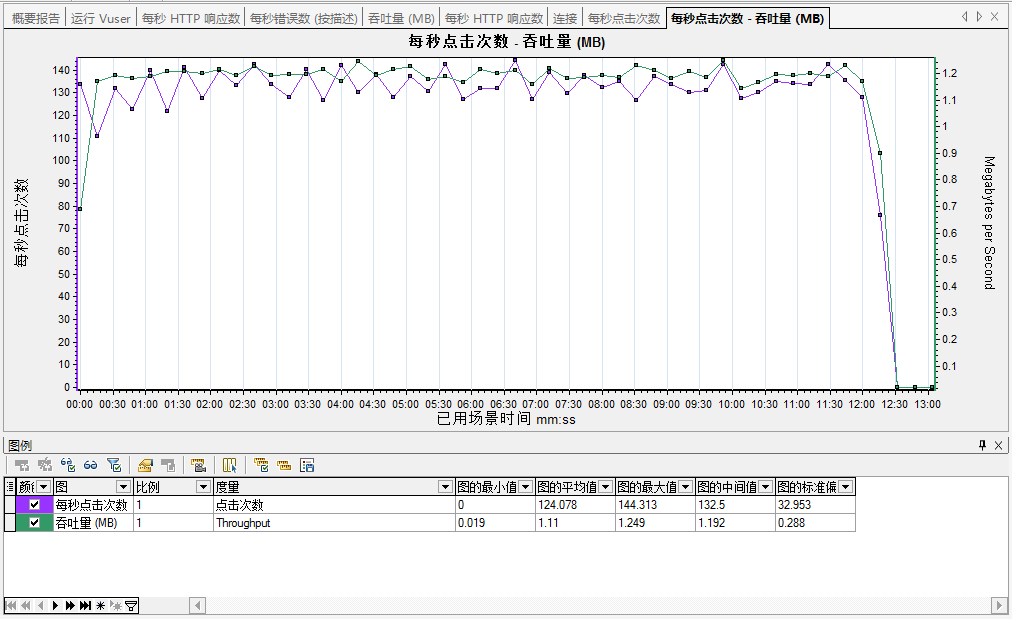 概要报告 运行 Vuser 每秒 HTTP 响应数 每秒错误数 (按描述) 吞吐量 (MB) 每秒 HTTP 响应数 连接 每秒点击次数 每秒点击次数 - 吞吐量 (MB)
每秒点击次数 - 吞吐量 (MB)
每秒点击次数
140
130
120
110
100
90
80
70
60
50
40
30
20
10
0
1.2
1.1
1
0.9
0.8
0.7
0.6
0.5
0.4
0.3
0.2
0.1
Megabytes per Second
00:00 00:30 01:00 01:30 02:00 02:30 03:00 03:30 04:00 04:30 05:00 05:30 06:00 06:30 07:00 07:30 08:00 08:30 09:00 09:30 10:00 10:30 11:00 11:30 12:00 12:30 13:00
已用场景时间 mm:ss
图例
图 比例 度量 图的最小值 图的平均值 图的最大值 图的中间值 图的标准偏
每秒点击次数 1 点击次数 0 124.078 144.313 132.5 32.953
吞吐量 (MB) 1 Throughput 0.019 1.11 1.249 1.192 0.288